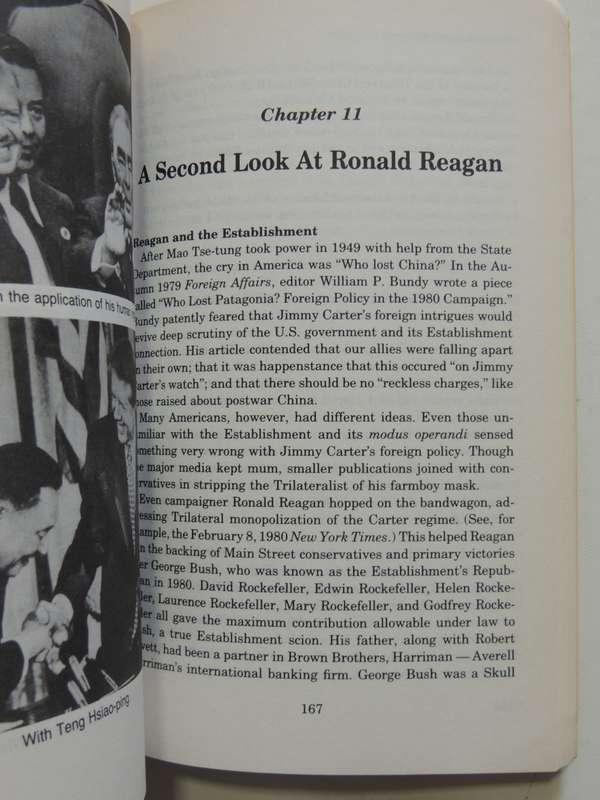 n the application of his human
With Teng Hsiao-ping
Chapter 11
A Second Look At Ronald Reagan
Reagan and the Establishment
After Mao Tse-tung took power in 1949 with help from the State
Department, the cry in America was "Who lost China?" In the Au-
umn 1979 Foreign Affairs, editor William P. Bundy wrote a piece
alled "Who Lost Patagonia? Foreign Policy in the 1980 Campaign."
Bundy patently feared that Jimmy Carter's foreign intrigues would
evive deep scrutiny of the U.S. government and its Establishment
onnection. His article contended that our allies were falling apart
n their own; that it was happenstance that this occured "on Jimmy
Carter's watch"; and that there should be no "reckless charges," like
hose raised about postwar China.
Many Americans, however, had different ideas. Even those un-
amiliar with the Establishment and its modus operandi sensed
omething very wrong with Jimmy Carter's foreign policy. Though
he major media kept mum, smaller publications joined with con-
ervatives in stripping the Trilateralist of his farmboy mask.
Even campaigner Ronald Reagan hopped on the bandwagon, ad-
essing Trilateral monopolization of the Carter regime. (See, for
ample, the February 8, 1980 New York Times.) This helped Reagan
n the backing of Main Street conservatives and primary victories
er George Bush, who was known as the Establishment's Repub-
an in 1980. David Rockefeller, Edwin Rockefeller, Helen Rocke-
ller, Laurence Rockefeller, Mary Rockefeller, and Godfrey Rocke-
ler all gave the maximum contribution allowable under law to
sh, a true Establishment scion. His father, along with Robert
vett, had been a partner in Brown Brothers, Harriman — Averell
rriman's international banking firm. George Bush was a Skull
167